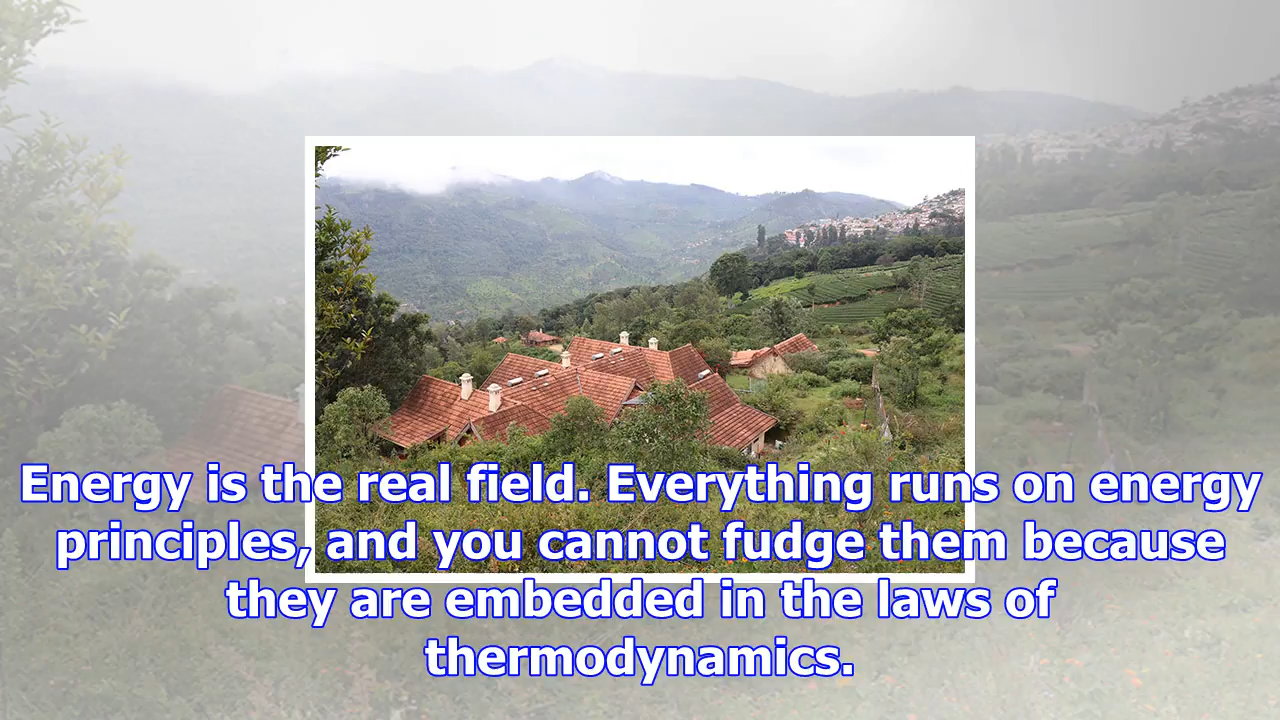 Energy is the real field. Everything runs on energy
principles, and you cannot fudge them because
they are embedded in the laws of
thermodynamics.